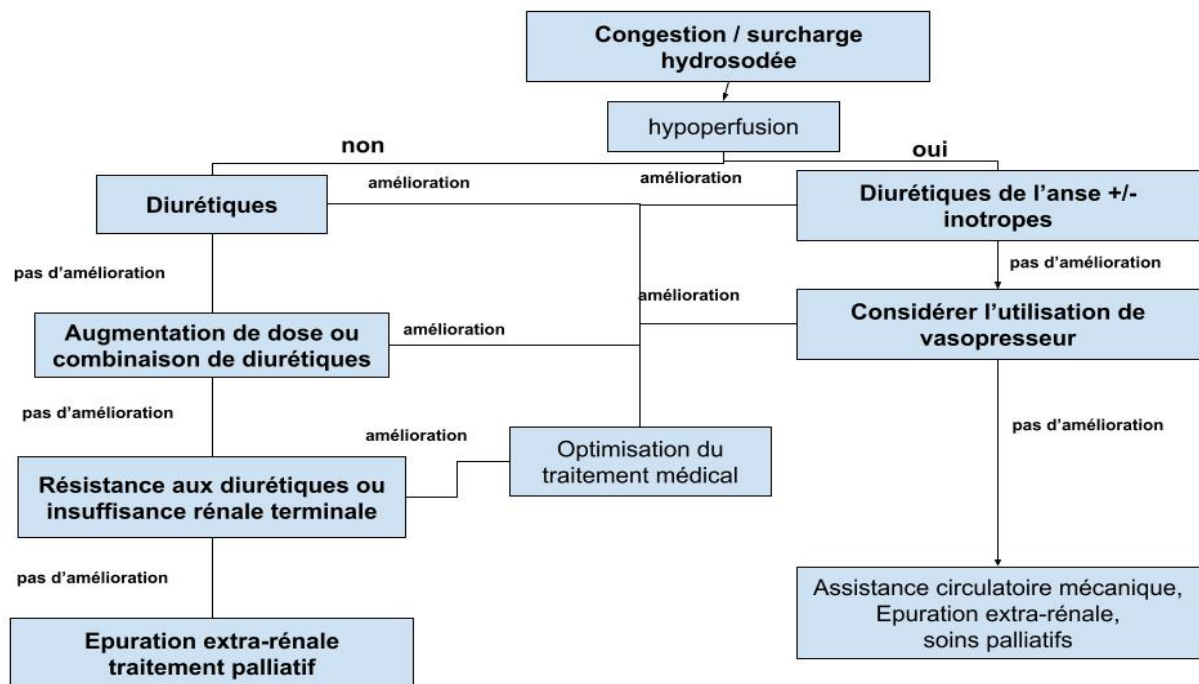 Congestion / surcharge
hydrosodée
hypoperfusion
non
oui
amélioration
amélioration
Diurétiques
Diurétiques de l'anse +/-
inotropes
pas d'amélioration
pas d'amélioration
amélioration
Considérer l'utilisation de
vasopresseur
Augmentation de dose ou
combinaison de diurétiques
amélioration
pas d'amélioration
pas d'amélioration
amélioration
Optimisation du
traitement médical
Résistance aux diurétiques ou
insuffisance rénale terminale
pas d'amélioration
Assistance circulatoire mécanique,
Epuration extra-rénale,
soins palliatifs
Epuration extra-rénale
traitement palliatif